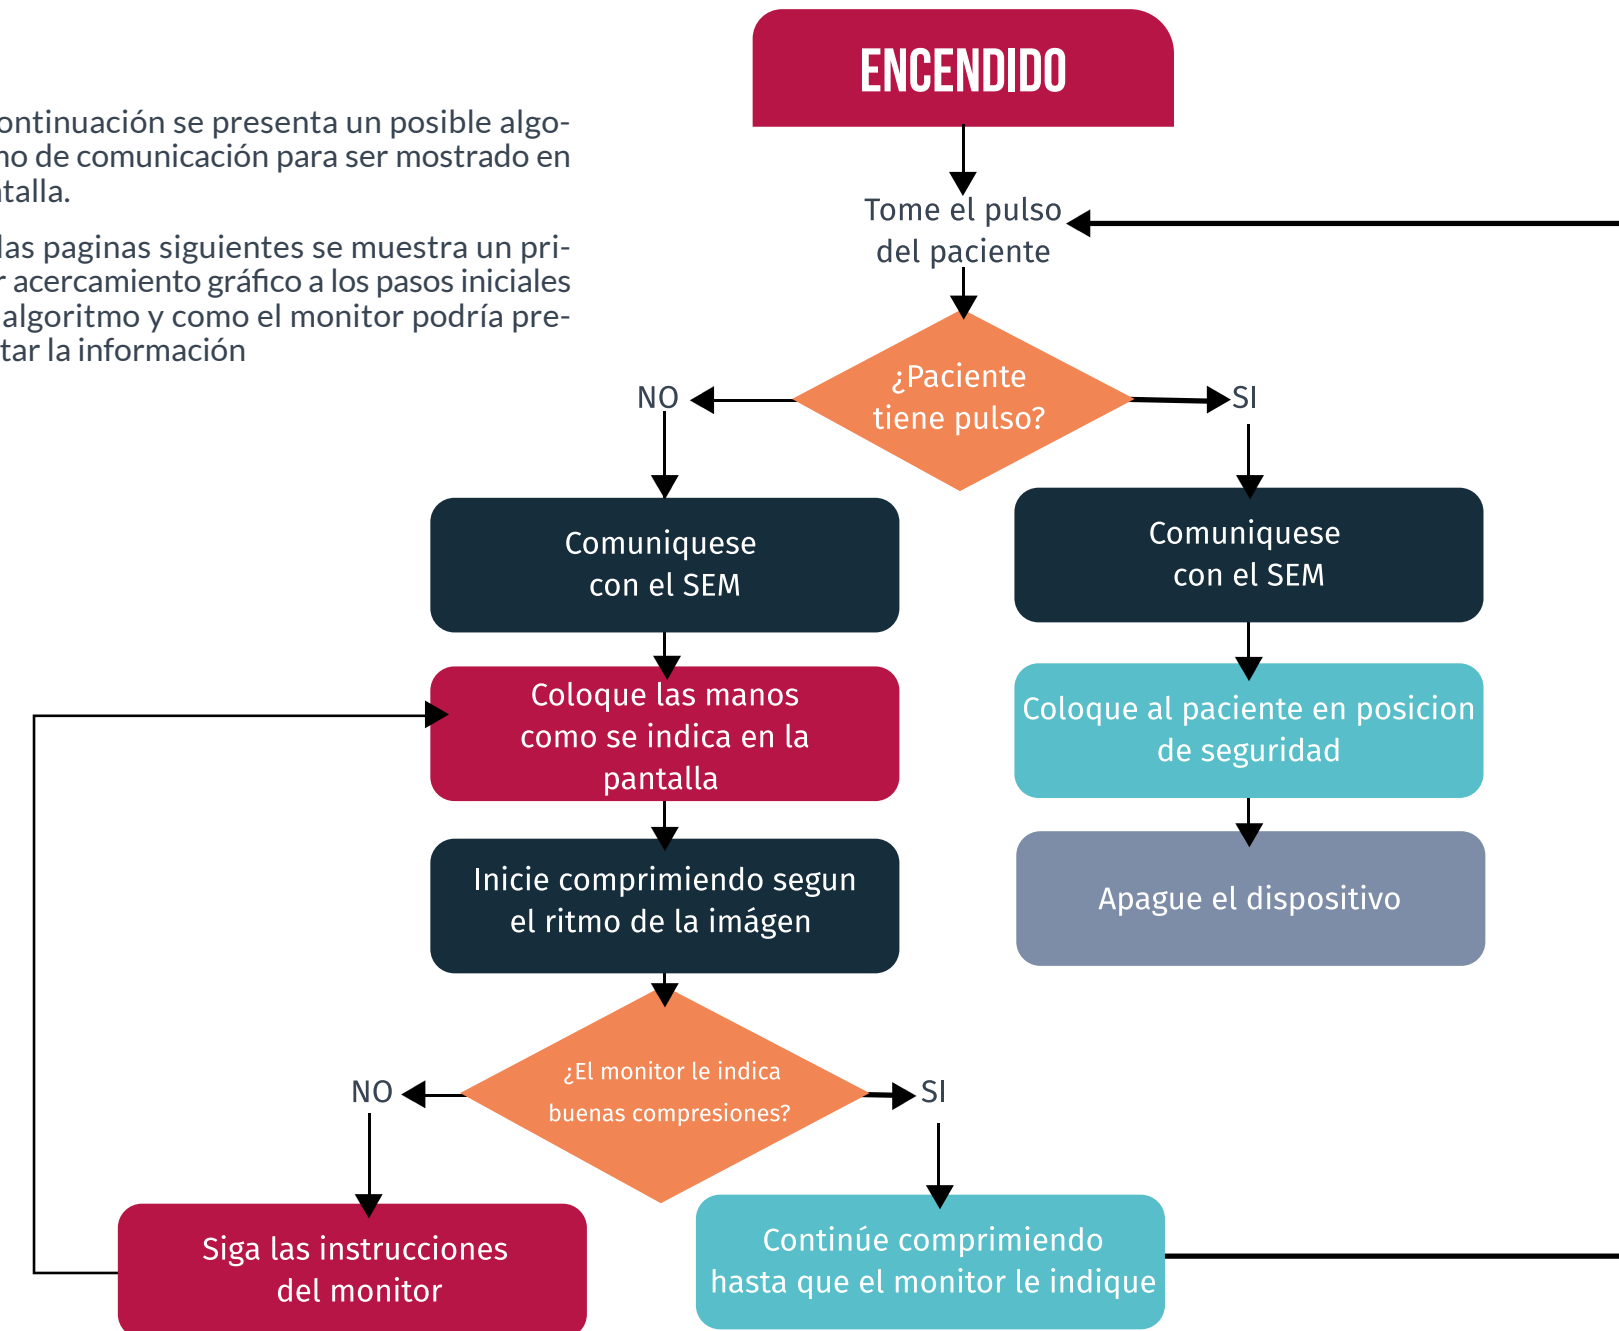 ENCENDIDO
ontinuación se presenta un posible algo-
no de comunicación para ser mostrado en
ntalla.
las paginas siguientes se muestra un pri-
r acercamiento gráfico a los pasos iniciales
algoritmo y como el monitor podría pre-
tar la información
Tome el pulso
del paciente
¿Paciente
tiene pulso?
NO
SI
Comuniquese
con el SEM
Comuniquese
con el SEM
Coloque las manos
como se indica en la
pantalla
Coloque al paciente en posicion
de seguridad
Inicie comprimiendo segun
el ritmo de la imágen
Apague el dispositivo
¿El monitor le indica
buenas compresiones?
NO
SI
Siga las instrucciones
del monitor
Continúe comprimiendo
hasta que el monitor le indique